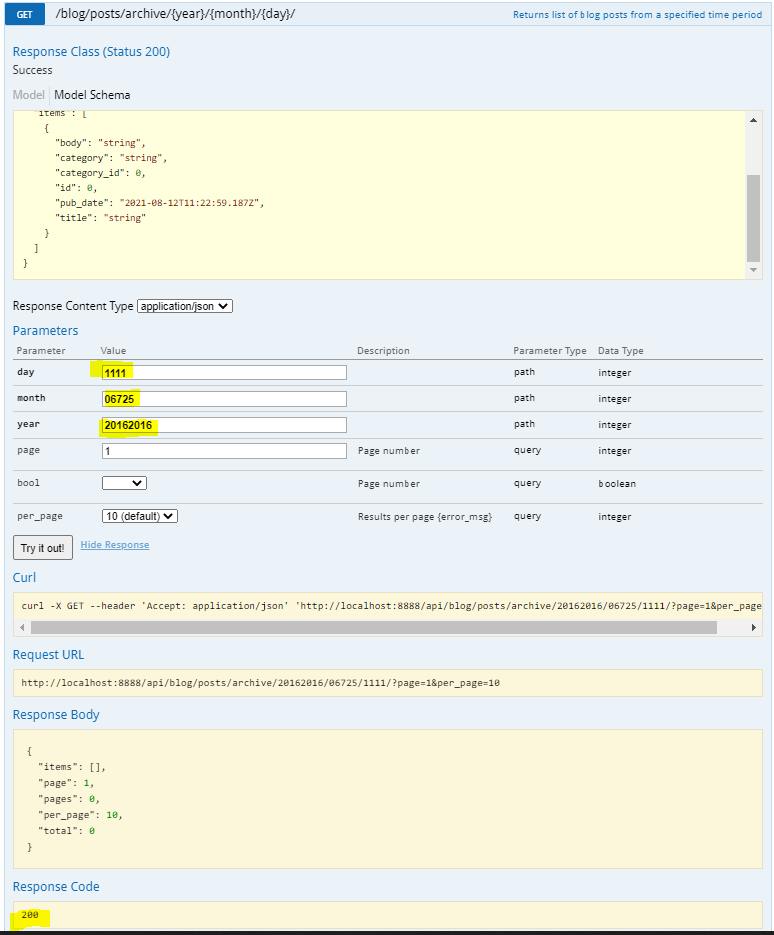 GET /blog/posts/archive/{year}/{month}/{day}/ Returns list of blog posts from a specified time period
Response Class (Status 200)
Success
Model Model Schema
"items": [
{
"body": "string",
"category": "string",
"category_id": 0,
"id": 0,
"pub_date": "2021-08-12T11:22:59.187Z",
"title": "string"
}
]
}
Response Content Type application/json
Parameters
Parameter Value Description Parameter Type Data Type
day 1111 path integer
month 06725 path integer
year 20162016 path integer
page 1 Page number query integer
bool Page number query boolean
per_page 10 (default) Results per page {error_msg} query integer
Try it out! Hide Response
Curl
curl -X GET --header 'Accept: application/json' 'http://localhost:8888/api/blog/posts/archive/20162016/06725/1111/?page=1&per_page
Request URL
http://localhost:8888/api/blog/posts/archive/20162016/06725/1111/?page=1&per_page=10
Response Body
{
"items": [],
"page": 1,
"pages": 0,
"per_page": 10,
"total": 0
}
Response Code
200